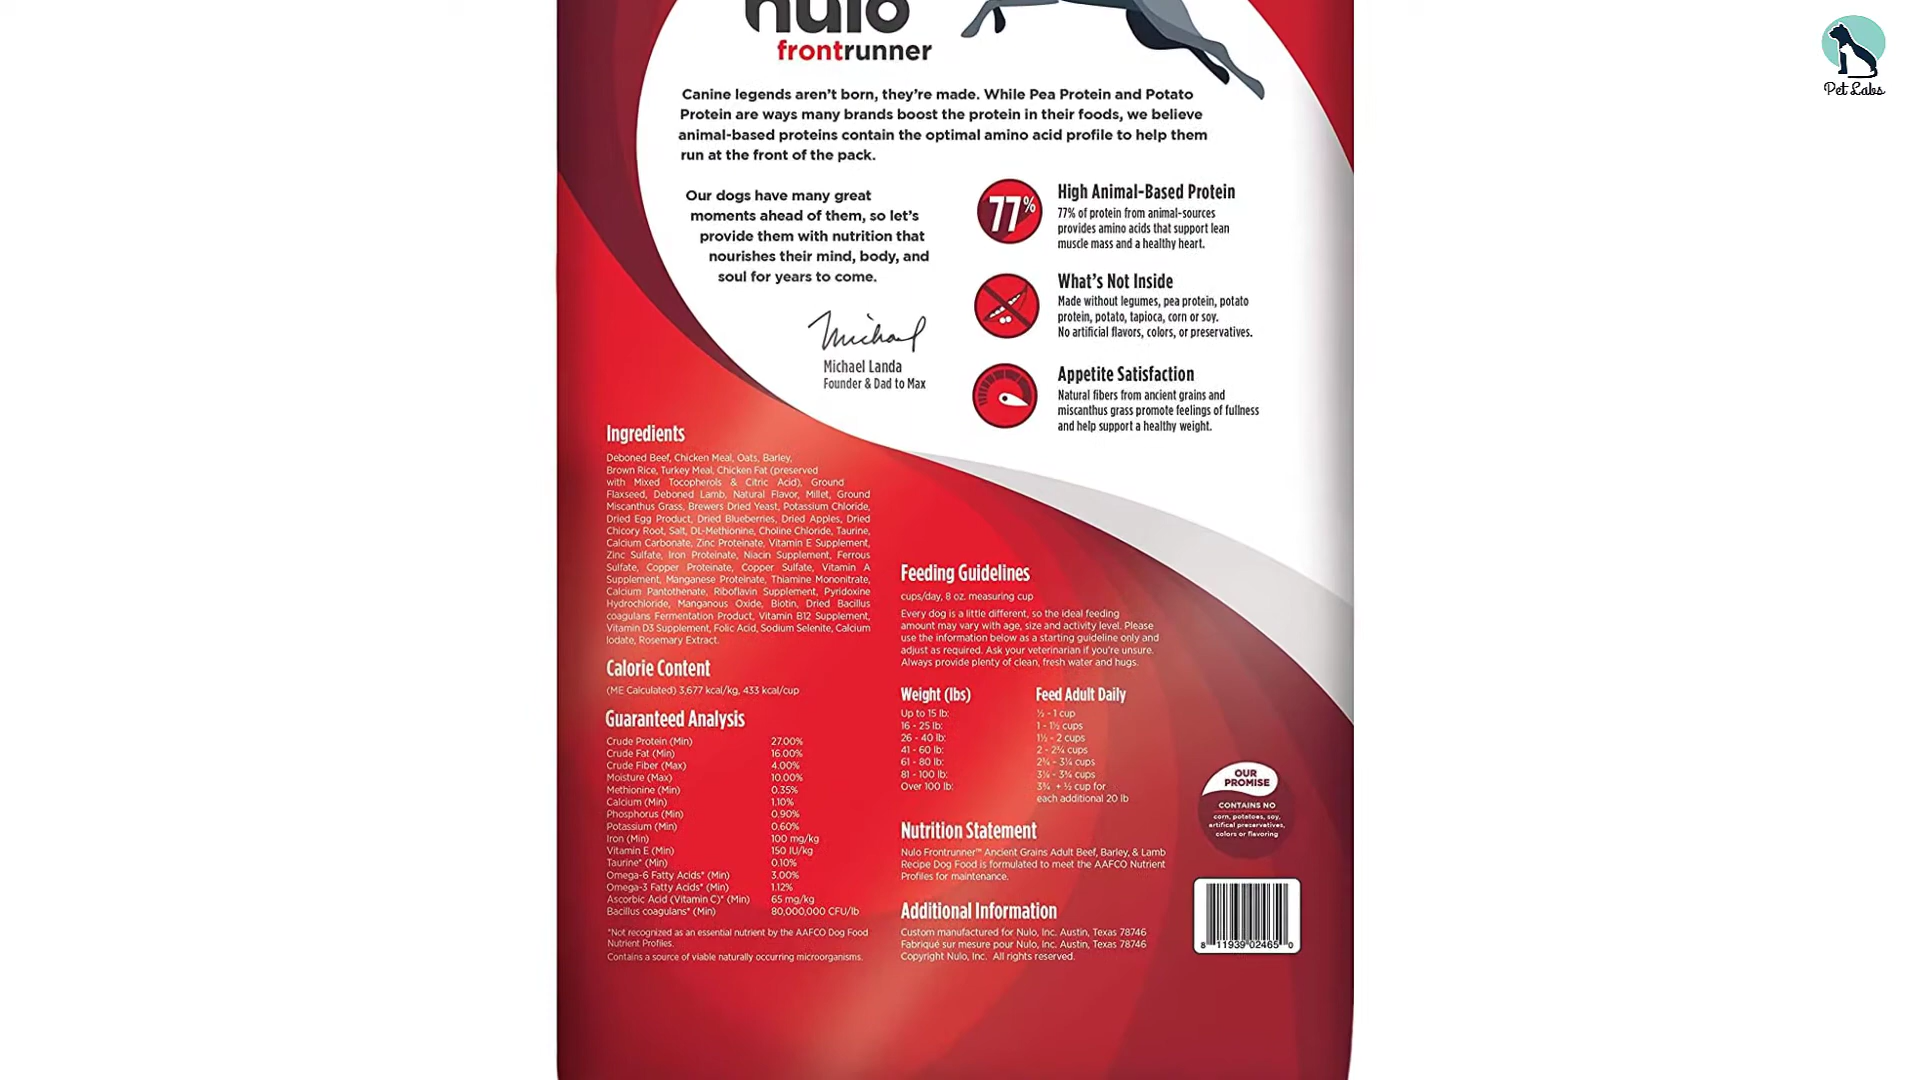 nulo
frontrunner
Pet Labs
Canine legends aren't born, they're made. While Pea Protein and Potato
Protein are ways many brands boost the protein in their foods, we believe
animal-based proteins contain the optimal amino acid profile to help them
run at the front of the pack.
Our dogs have many great
moments ahead of them, so let's
provide them with nutrition that
nourishes their mind, body, and
soul for years to come.
Michael
Michael Landa
Founder & Dad to Max
77%
High Animal-Based Protein
77% of protein from animal-sources
provides amino acids that support lean
muscle mass and a healthy heart.
What's Not Inside
Made without legumes, pea protein, potato
protein, potato, tapioca, corn or soy.
No artificial flavors, colors, or preservatives.
Appetite Satisfaction
Natural fibers from ancient grains and
miscanthus grass promote feelings of fullness
and help support a healthy weight.
Ingredients
Deboned Beef, Chicken Meal, Oats, Barley,
Brown Rice, Turkey Meal, Chicken Fat (preserved
with Mixed Tocopherols & Citric Acid), Ground
Flaxseed, Deboned Lamb, Natural Flavor, Millet, Ground
Miscanthus Grass, Brewers Dried Yeast, Potassium Chloride,
Dried Egg Product, Dried Blueberries, Dried Apples, Dried
Chicory Root, Salt, DL-Methionine, Choline Chloride, Taurine,
Calcium Carbonate, Zinc Proteinate, Vitamin E Supplement,
Zinc Sulfate, Iron Proteinate, Niacin Supplement, Ferrous
Sulfate, Copper Proteinate, Copper Sulfate, Vitamin A
Supplement, Manganese Proteinate, Thiamine Mononitrate,
Calcium Pantothenate, Riboflavin Supplement, Pyridoxine
Hydrochloride, Manganous Oxide, Biotin, Dried Bacillus
coagulans Fermentation Product, Vitamin B12 Supplement,
Vitamin D3 Supplement, Folic Acid, Sodium Selenite, Calcium
Iodate, Rosemary Extract.
Calorie Content
(ME Calculated) 3,677 kcal/kg, 433 kcal/cup
Guaranteed Analysis
Crude Protein (Min) 27.00%
Crude Fat (Min) 16.00%
Crude Fiber (Max) 4.00%
Moisture (Max) 10.00%
Methionine (Min) 0.35%
Calcium (Min) 1.10%
Phosphorus (Min) 0.90%
Potassium (Min) 0.60%
Iron (Min) 100 mg/kg
Vitamin E (Min) 150 IU/kg
Taurine* (Min) 0.10%
Omega-6 Fatty Acids* (Min) 3.00%
Omega-3 Fatty Acids* (Min) 1.12%
Ascorbic Acid (Vitamin C)* (Min) 65 mg/kg
Bacillus coagulans* (Min) 80,000,000 CFU/lb
*Not recognized as an essential nutrient by the AAFCO Dog Food
Nutrient Profiles.
Contains a source of viable naturally occurring microorganisms.
Feeding Guidelines
cups/day, 8 oz. measuring cup
Every dog is a little different, so the ideal feeding
amount may vary with age, size and activity level. Please
use the information below as a starting guideline only and
adjust as required. Ask your veterinarian if you're unsure.
Always provide plenty of clean, fresh water and hugs.
Weight (lbs) Feed Adult Daily
Up to 15 lb: ½ - 1 cup
16 - 25 lb: 1 - 1½ cups
26 - 40 lb: 1½ - 2 cups
41 - 60 lb: 2 - 2¾ cups
61 - 80 lb: 2¾ - 3¼ cups
81 - 100 lb: 3¼ - 3¾ cups
Over 100 lb: 3¾ + ½ cup for
each additional 20 lb
Nutrition Statement
Nulo Frontrunner™ Ancient Grains Adult Beef, Barley, & Lamb
Recipe Dog Food is formulated to meet the AAFCO Nutrient
Profiles for maintenance.
Additional Information
Custom manufactured for Nulo, Inc. Austin, Texas 78746
Fabriqué sur mesure pour Nulo, Inc. Austin, Texas 78746
Copyright Nulo, Inc. All rights reserved.
OUR
PROMISE
CONTAINS NO
corn, potatoes, soy,
artificial preservatives,
colors or flavoring
8 11939 02465 0